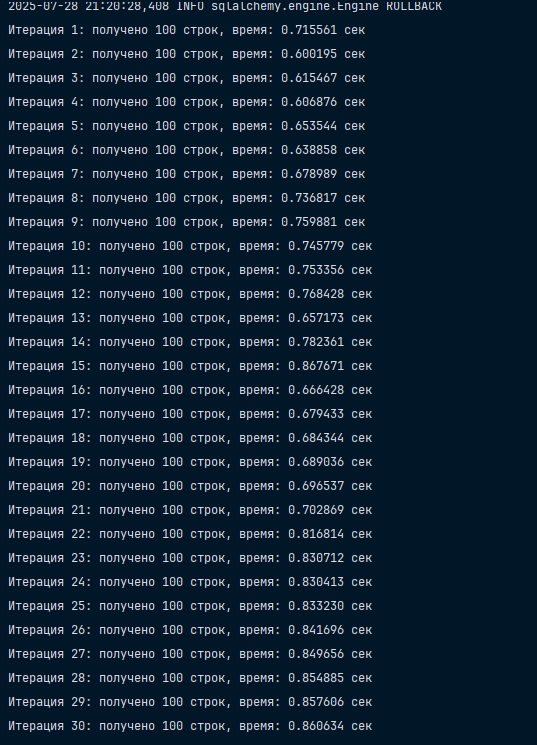 2025-07-28 21:20:28,408 INFO sqlalchemy.engine.Engine ROLLBACK
Итерация 1: получено 100 строк, время: 0.715561 сек
Итерация 2: получено 100 строк, время: 0.600195 сек
Итерация 3: получено 100 строк, время: 0.615467 сек
Итерация 4: получено 100 строк, время: 0.606876 сек
Итерация 5: получено 100 строк, время: 0.653544 сек
Итерация 6: получено 100 строк, время: 0.638858 сек
Итерация 7: получено 100 строк, время: 0.678989 сек
Итерация 8: получено 100 строк, время: 0.736817 сек
Итерация 9: получено 100 строк, время: 0.759881 сек
Итерация 10: получено 100 строк, время: 0.745779 сек
Итерация 11: получено 100 строк, время: 0.753356 сек
Итерация 12: получено 100 строк, время: 0.768428 сек
Итерация 13: получено 100 строк, время: 0.657173 сек
Итерация 14: получено 100 строк, время: 0.782361 сек
Итерация 15: получено 100 строк, время: 0.867671 сек
Итерация 16: получено 100 строк, время: 0.666428 сек
Итерация 17: получено 100 строк, время: 0.679433 сек
Итерация 18: получено 100 строк, время: 0.684344 сек
Итерация 19: получено 100 строк, время: 0.689036 сек
Итерация 20: получено 100 строк, время: 0.696537 сек
Итерация 21: получено 100 строк, время: 0.702869 сек
Итерация 22: получено 100 строк, время: 0.816814 сек
Итерация 23: получено 100 строк, время: 0.830712 сек
Итерация 24: получено 100 строк, время: 0.830413 сек
Итерация 25: получено 100 строк, время: 0.833230 сек
Итерация 26: получено 100 строк, время: 0.841696 сек
Итерация 27: получено 100 строк, время: 0.849656 сек
Итерация 28: получено 100 строк, время: 0.854885 сек
Итерация 29: получено 100 строк, время: 0.857606 сек
Итерация 30: получено 100 строк, время: 0.860634 сек